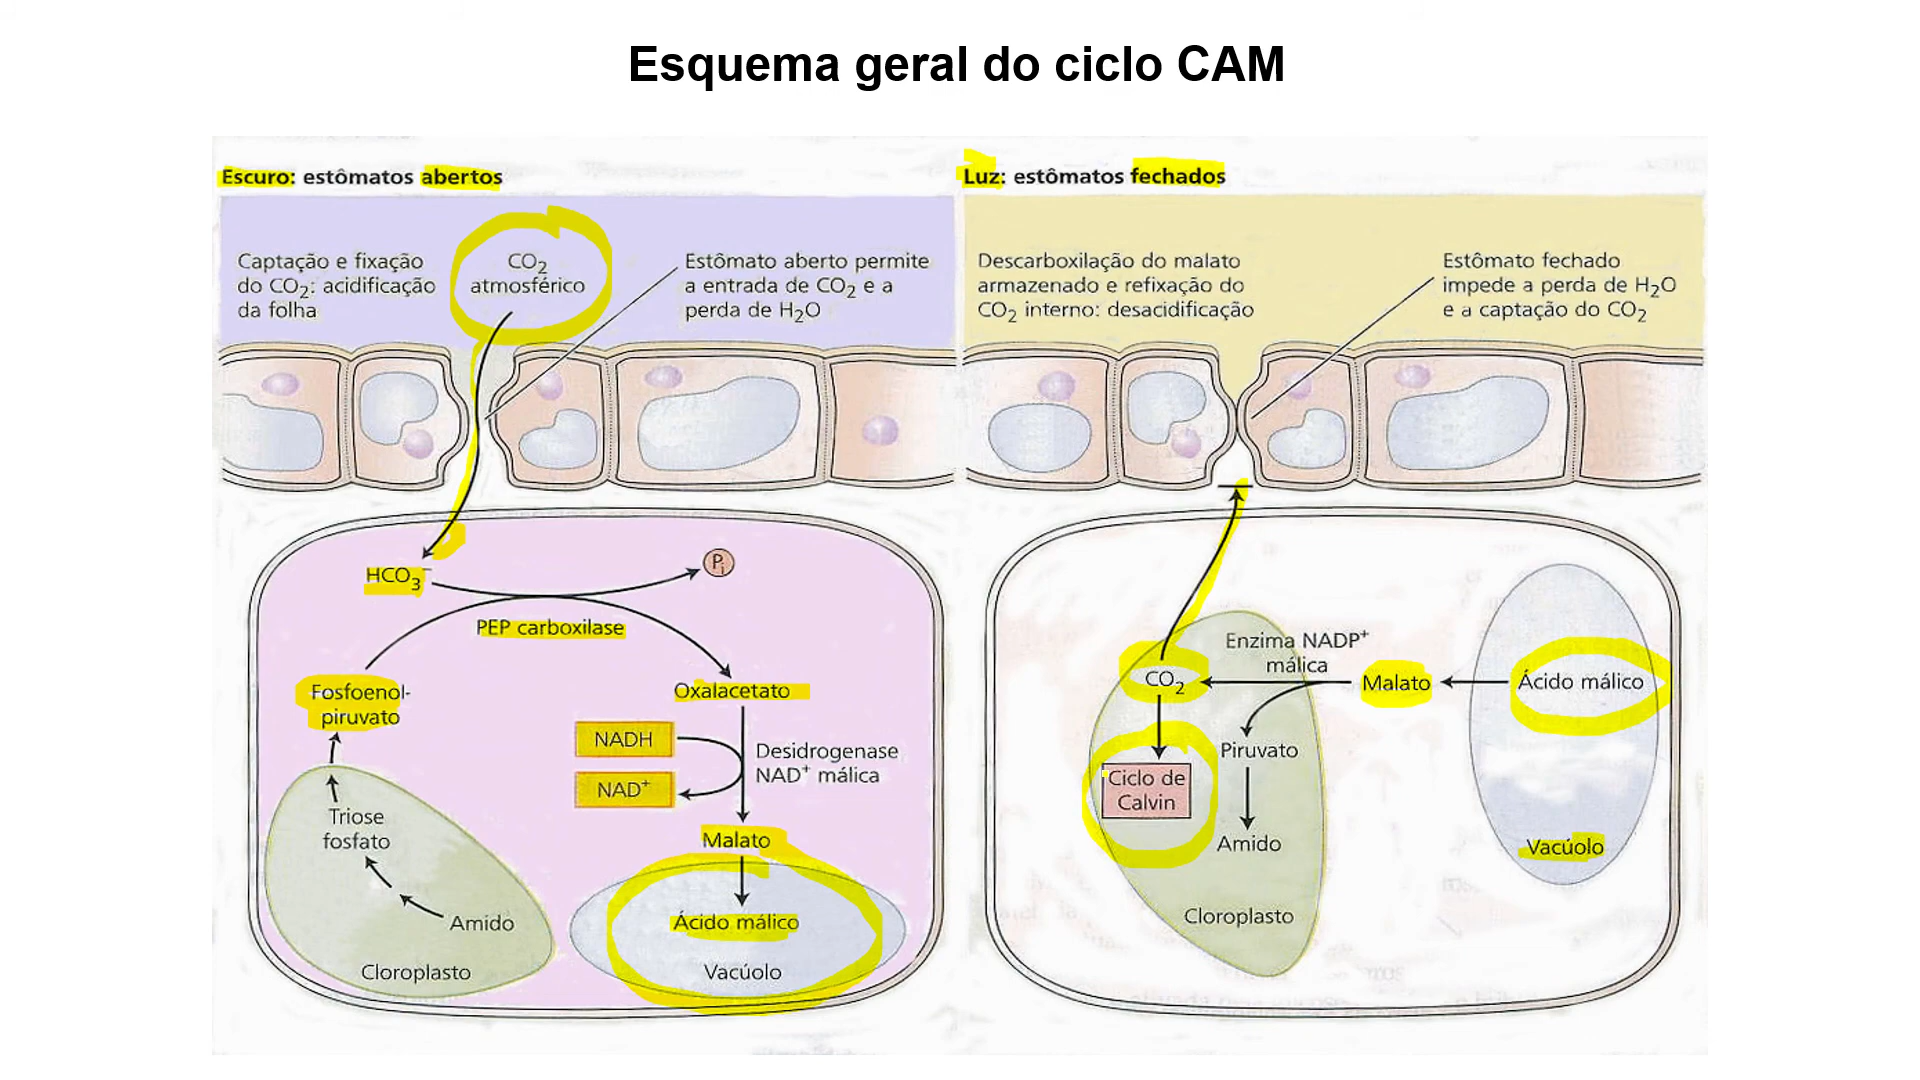 Esquema geral do ciclo CAM
Escuro: estômatos abertos
Captação e fixação
do CO₂: acidificação
da folha
CO₂
atmosférico
Estômato aberto permite
a entrada de CO₂ e a
perda de H₂O
HCO₃⁻
Pi
PEP carboxilase
Fosfoenol-
piruvato
Oxalacetato
NADH
NAD⁺
Desidrogenase
NAD⁺ málica
Triose
fosfato
Malato
Amido
Ácido málico
Cloroplasto
Vacúolo
Luz: estômatos fechados
Descarboxilação do malato
armazenado e refixação do
CO₂ interno: desacidificação
Estômato fechado
impede a perda de H₂O
e a captação do CO₂
Enzima NADP⁺
málica
CO₂
Malato
Ácido málico
Piruvato
Ciclo de
Calvin
Amido
Vacúolo
Cloroplasto